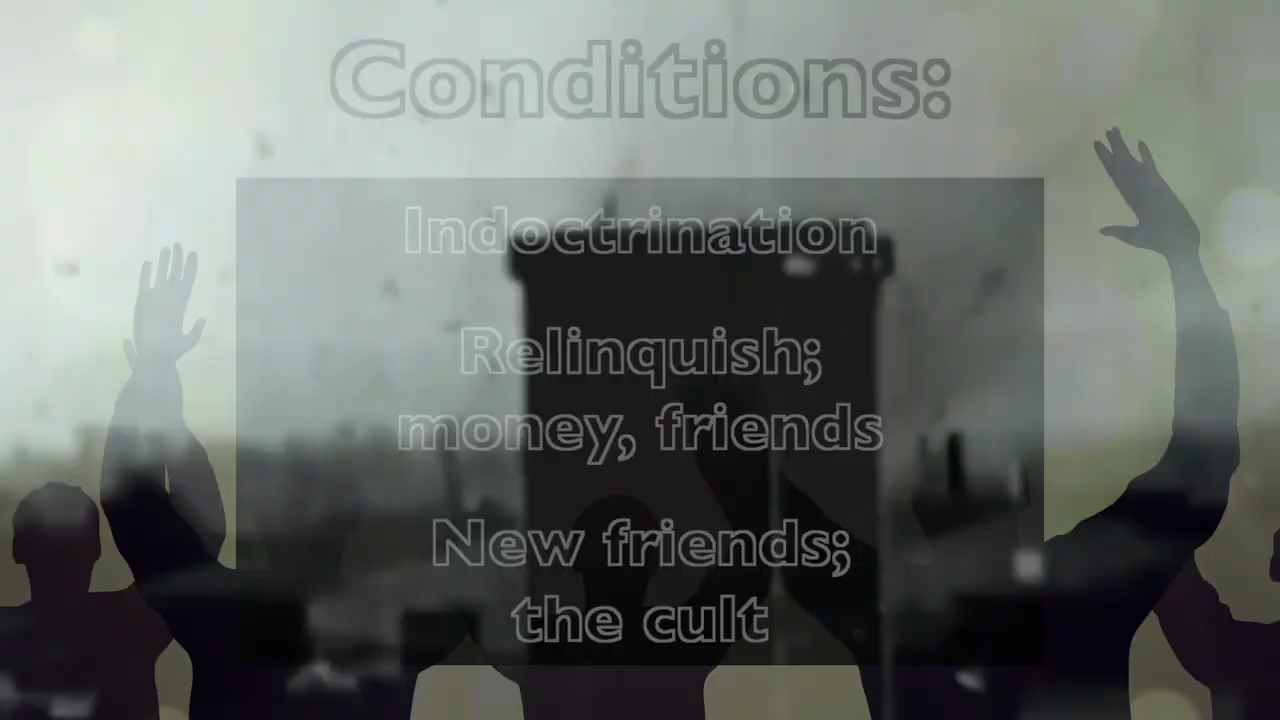 Conditions:
Indoctrination
Relinquish;
money, friends
New friends;
the cult